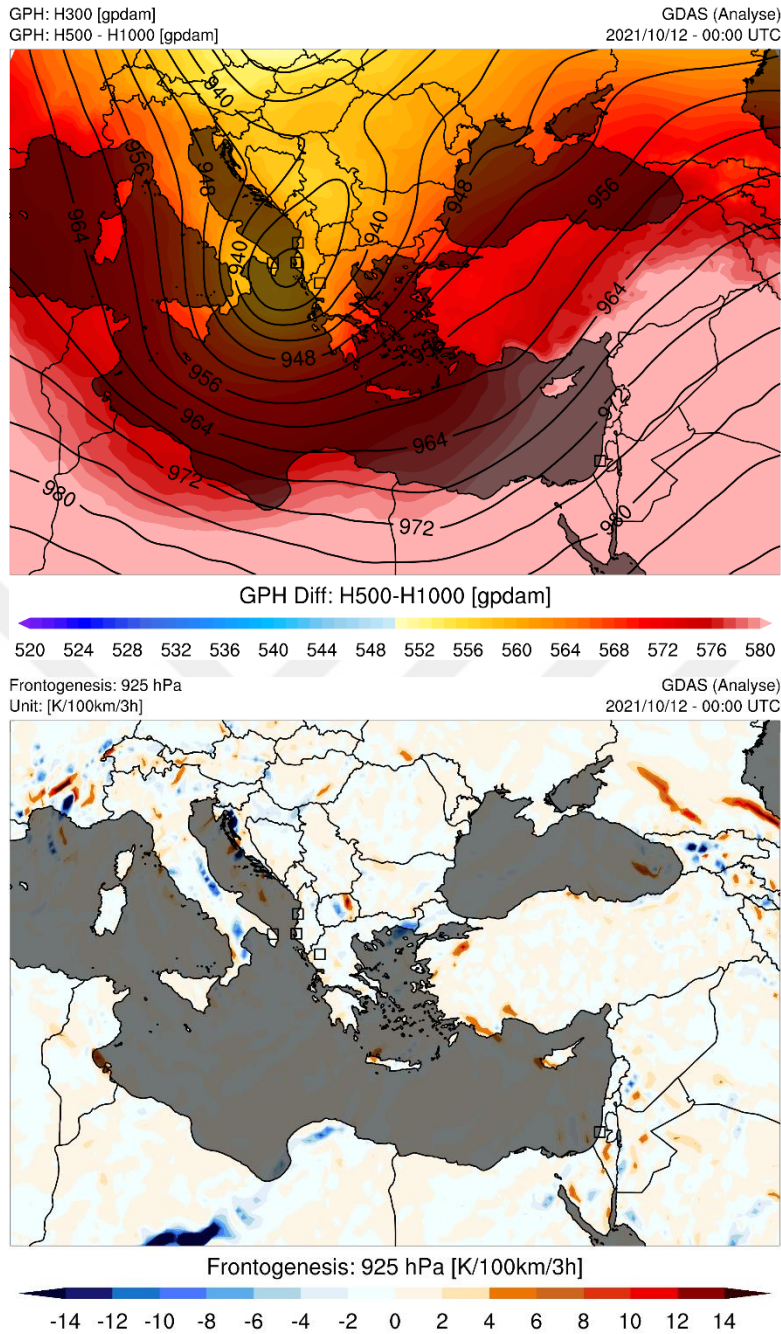 GPH: H300 [gpdam]
GDAS (Analyse)
GPH: H500 - H1000 [gpdam]
2021/10/12 - 00:00 UTC
940
956
948
964
940
948
940
956
948
956
964
964
972
964
980
972
980
GPH Diff: H500-H1000 [gpdam]
520 524 528 532 536 540 544 548 552 556 560 564 568 572 576 580
Frontogenesis: 925 hPa
GDAS (Analyse)
Unit: [K/100km/3h]
2021/10/12 - 00:00 UTC
Frontogenesis: 925 hPa [K/100km/3h]
-14 -12 -10 -8 -6 -4 -2 0 2 4 6 8 10 12 14